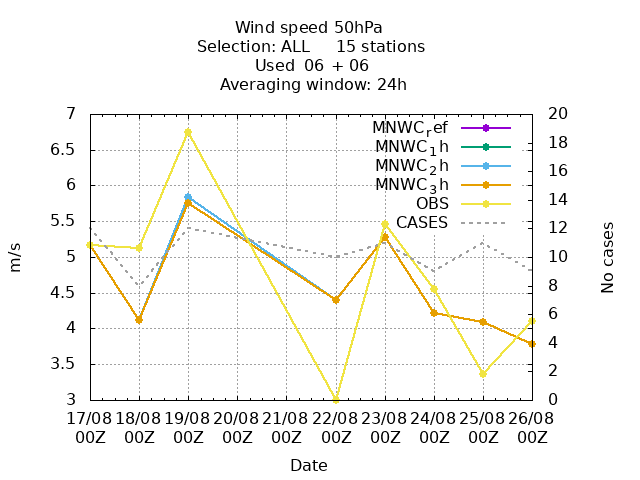 Wind speed 50hPa
Selection: ALL 15 stations
Used 06 + 06
Averaging window: 24h
7 20
6.5 18
6 16
5.5 14
5 12
4.5 10
4 8
3.5 6
3 4
2
0
MNWC_ref
MNWC_1h
MNWC_2h
MNWC_3h
OBS
CASES
m/s
No cases
17/08 18/08 19/08 20/08 21/08 22/08 23/08 24/08 25/08 26/08
00Z 00Z 00Z 00Z 00Z 00Z 00Z 00Z 00Z 00Z
Date